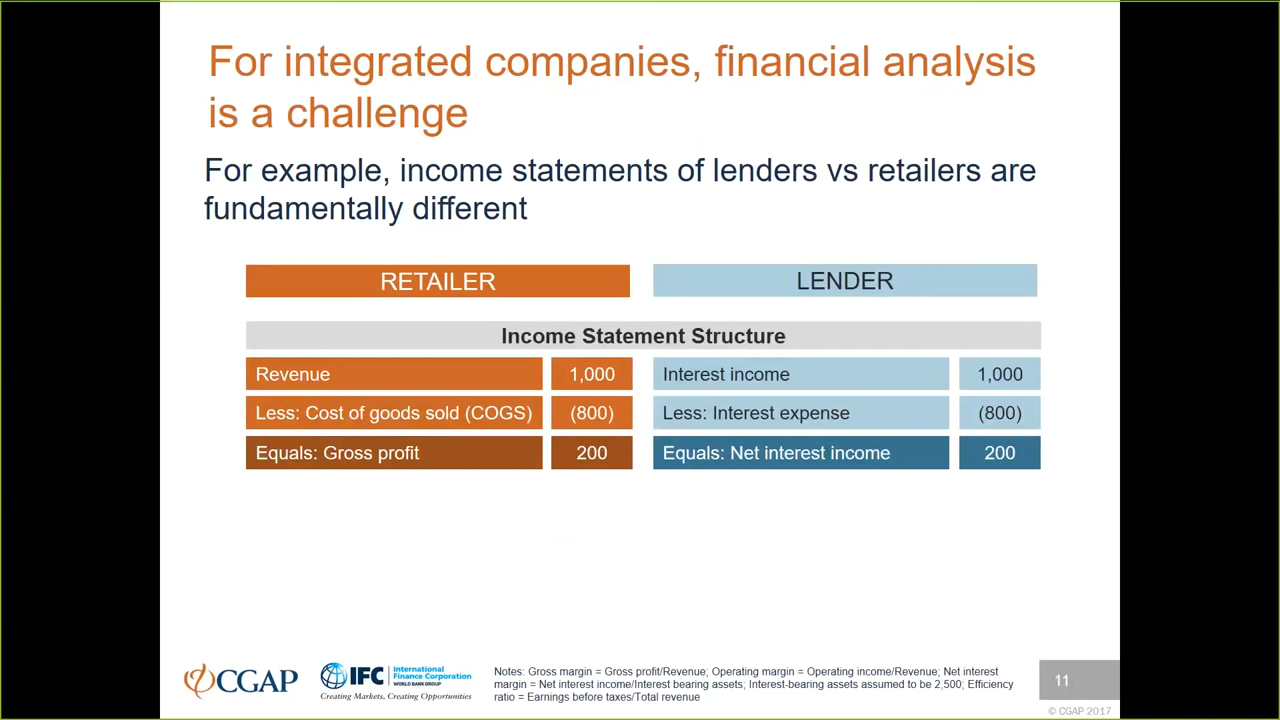 For integrated companies, financial analysis
is a challenge
For example, income statements of lenders vs retailers are
fundamentally different
RETAILER
LENDER
Income Statement Structure
Revenue 1,000 Interest income 1,000
Less: Cost of goods sold (COGS) (800) Less: Interest expense (800)
Equals: Gross profit 200 Equals: Net interest income 200
CGAP
IFC
International
Finance Corporation
WORLD BANK GROUP
Creating Markets, Creating Opportunities
Notes: Gross margin = Gross profit/Revenue; Operating margin = Operating income/Revenue; Net interest
margin = Net interest income/Interest bearing assets; Interest-bearing assets assumed to be 2,500; Efficiency
ratio = Earnings before taxes/Total revenue
11
© CGAP 2017